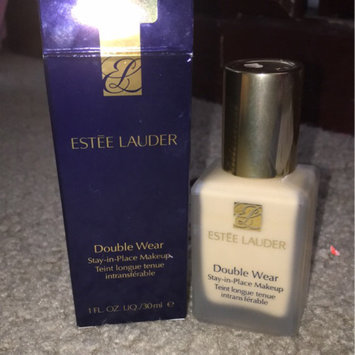 ESTĒE LAUDER
Double Wear
Stay-in-Place Makeup
Teint longue tenue
intransférable
1 FL. OZ. LIQ./30 ml ℮
ESTĒE LAUDER
Double Wear
Stay-in-Place Makeup
Teint longue tenue
intransférable